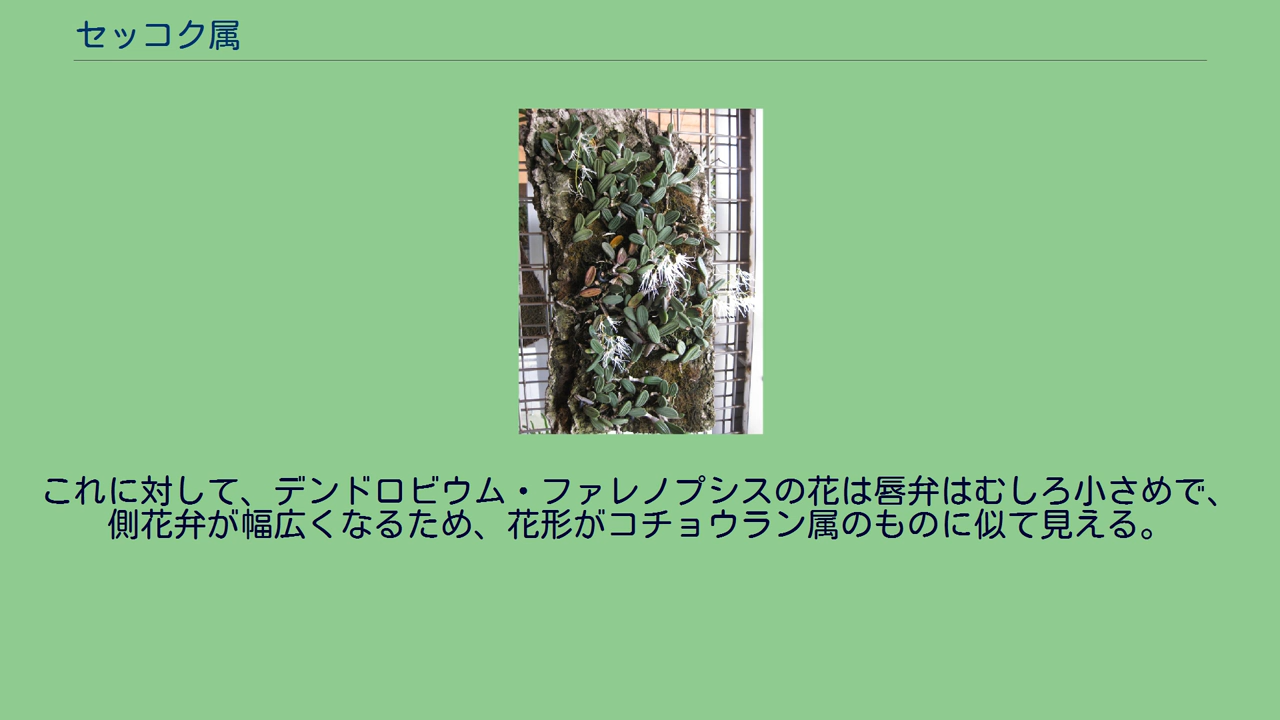 セッコク属
これに対して、デンドロビウム・ファレノプシスの花は唇弁はむしろ小さめで、
側花弁が幅広くなるため、花形がコチョウラン属のものに似て見える。